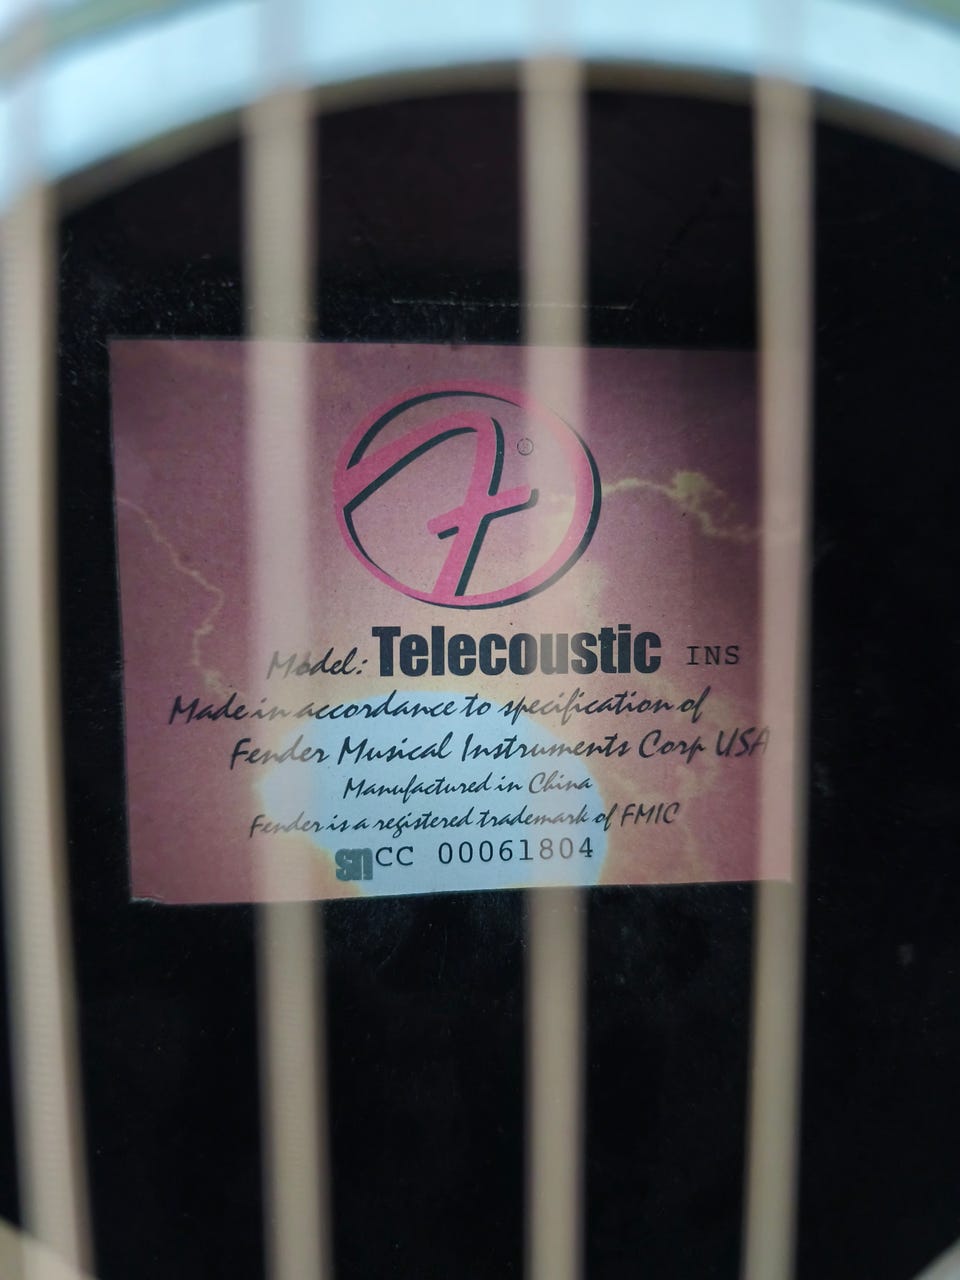 F ®
Model: Telecoustic INS
Made in accordance to specification of
Fender Musical Instruments Corp USA
Manufactured in China
Fender is a registered trademark of FMIC
sn CC 00061804